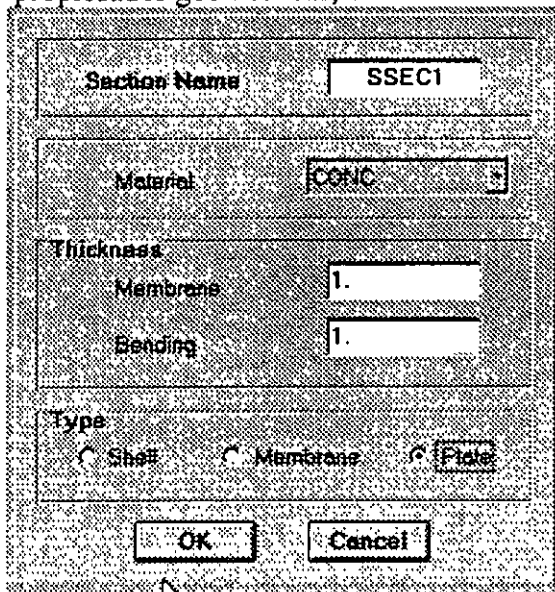 Section Name SSEC1
Material CONC
Thickness
Membrane 1.
Bending 1.
Type
Shell Membrane Plate
OK Cancel